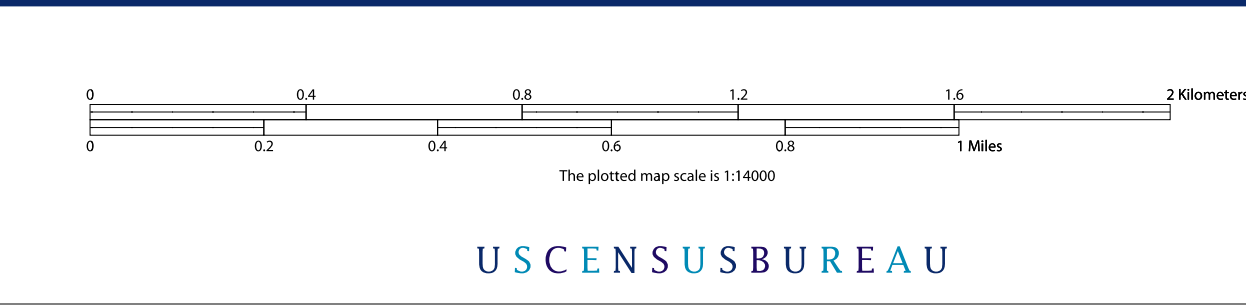 0 0.4 0.8 1.2 1.6 2 Kilometers
0 0.2 0.4 0.6 0.8 1 Miles
The plotted map scale is 1:14000
USCENSUSBUREAU